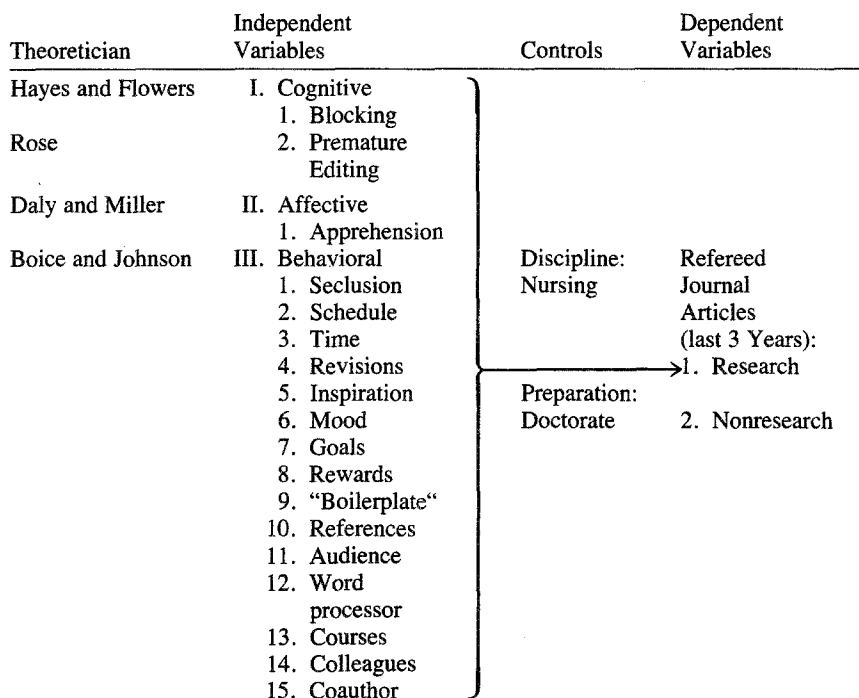 Theoretician Independent Variables Controls Dependent Variables
Hayes and Flowers I. Cognitive
1. Blocking
Rose 2. Premature
Editing
Daly and Miller II. Affective
1. Apprehension
Boice and Johnson III. Behavioral Discipline: Refereed
1. Seclusion Nursing Journal
2. Schedule Articles
3. Time (last 3 Years):
4. Revisions 1. Research
5. Inspiration Preparation:
6. Mood Doctorate 2. Nonresearch
7. Goals
8. Rewards
9. “Boilerplate“
10. References
11. Audience
12. Word
processor
13. Courses
14. Colleagues
15. Coauthor